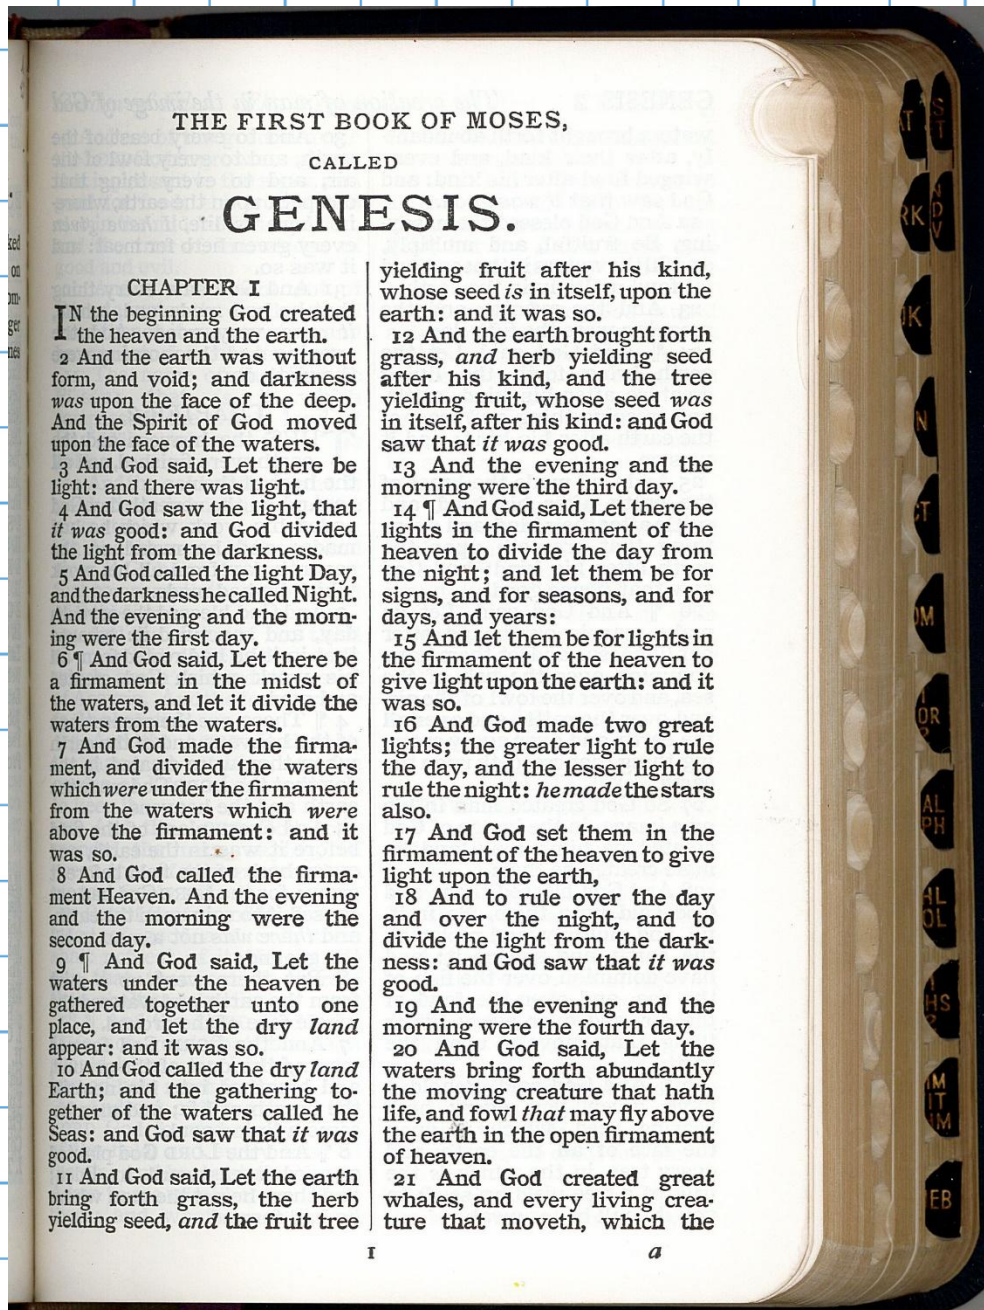 THE FIRST BOOK OF MOSES,
CALLED
GENESIS.
CHAPTER I
IN the beginning God created
the heaven and the earth.
2 And the earth was without
form, and void; and darkness
was upon the face of the deep.
And the Spirit of God moved
upon the face of the waters.
3 And God said, Let there be
light: and there was light.
4 And God saw the light, that
it was good: and God divided
the light from the darkness.
5 And God called the light Day,
and the darkness he called Night.
And the evening and the morn-
ing were the first day.
6 ¶ And God said, Let there be
a firmament in the midst of
the waters, and let it divide the
waters from the waters.
7 And God made the firma-
ment, and divided the waters
which were under the firmament
from the waters which were
above the firmament: and it
was so.
8 And God called the firma-
ment Heaven. And the evening
and the morning were the
second day.
9 ¶ And God said, Let the
waters under the heaven be
gathered together unto one
place, and let the dry land
appear: and it was so.
10 And God called the dry land
Earth; and the gathering to-
gether of the waters called he
Seas: and God saw that it was
good.
11 And God said, Let the earth
bring forth grass, the herb
yielding seed, and the fruit tree
yielding fruit after his kind,
whose seed is in itself, upon the
earth: and it was so.
12 And the earth brought forth
grass, and herb yielding seed
after his kind, and the tree
yielding fruit, whose seed was
in itself, after his kind: and God
saw that it was good.
13 And the evening and the
morning were the third day.
14 ¶ And God said, Let there be
lights in the firmament of the
heaven to divide the day from
the night; and let them be for
signs, and for seasons, and for
days, and years:
15 And let them be for lights in
the firmament of the heaven to
give light upon the earth: and it
was so.
16 And God made two great
lights; the greater light to rule
the day, and the lesser light to
rule the night: he made the stars
also.
17 And God set them in the
firmament of the heaven to give
light upon the earth,
18 And to rule over the day
and over the night, and to
divide the light from the dark-
ness: and God saw that it was
good.
19 And the evening and the
morning were the fourth day.
20 And God said, Let the
waters bring forth abundantly
the moving creature that hath
life, and fowl that may fly above
the earth in the open firmament
of heaven.
21 And God created great
whales, and every living crea-
ture that moveth, which the
1
a